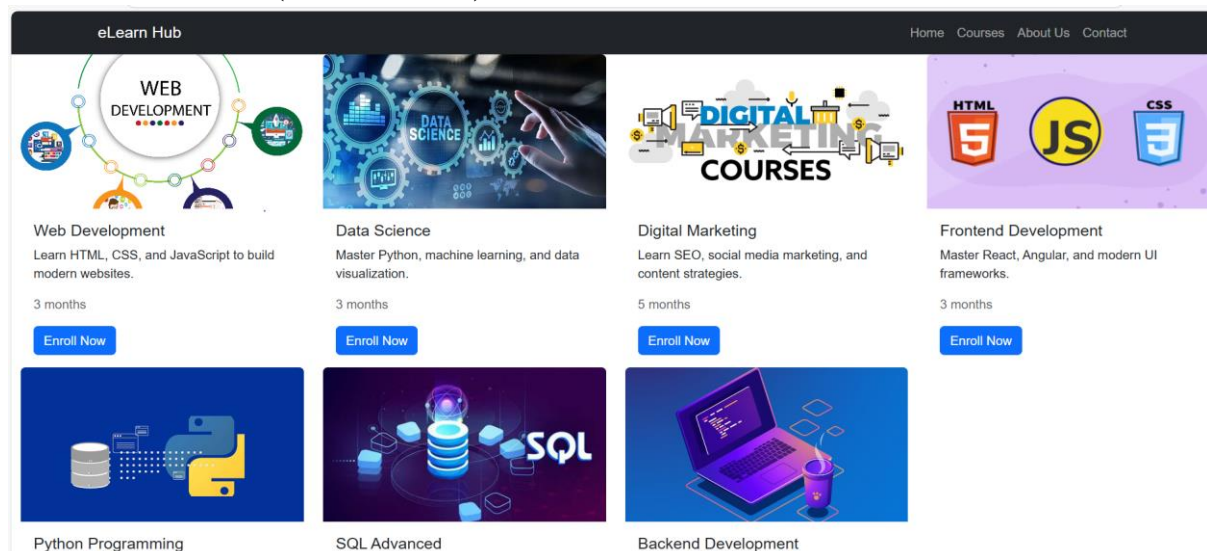 eLearn Hub
Home Courses About Us Contact
WEB
DEVELOPMENT
DATA
SCIENCE
DIGITAL
MARKETING
COURSES
HTML
5
JS
CSS
3
Web Development
Learn HTML, CSS, and JavaScript to build
modern websites.
3 months
Enroll Now
Data Science
Master Python, machine learning, and data
visualization.
3 months
Enroll Now
Digital Marketing
Learn SEO, social media marketing, and
content strategies.
5 months
Enroll Now
Frontend Development
Master React, Angular, and modern UI
frameworks.
3 months
Enroll Now
SQL
Python Programming
SQL Advanced
Backend Development